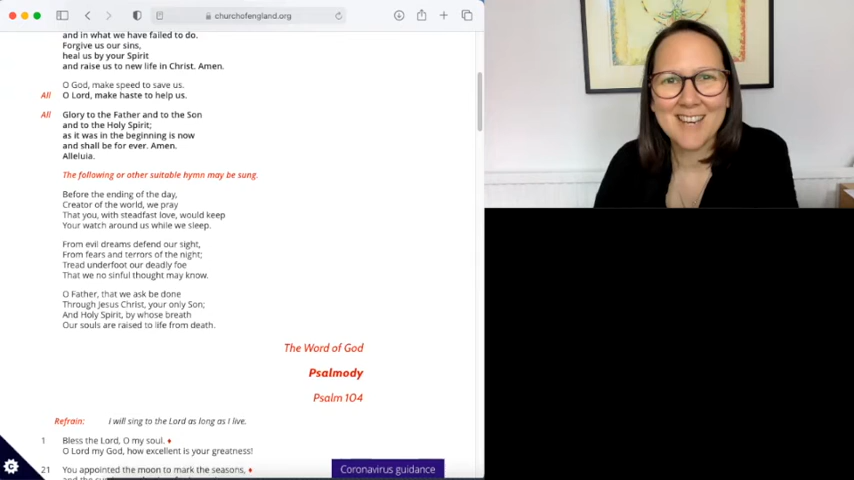 churchofengland.org
and in what we have failed to do.
Forgive us our sins,
heal us by your Spirit
and raise us to new life in Christ. Amen.
O God, make speed to save us.
All O Lord, make haste to help us.
All Glory to the Father and to the Son
and to the Holy Spirit;
as it was in the beginning is now
and shall be for ever. Amen.
Alleluia.
The following or other suitable hymn may be sung.
Before the ending of the day,
Creator of the world, we pray
That you, with steadfast love, would keep
Your watch around us while we sleep.
From evil dreams defend our sight,
From fears and terrors of the night;
Tread underfoot our deadly foe
That we no sinful thought may know.
O Father, that we ask be done
Through Jesus Christ, your only Son;
And Holy Spirit, by whose breath
Our souls are raised to life from death.
The Word of God
Psalmody
Psalm 104
Refrain: I will sing to the Lord as long as I live.
1 Bless the Lord, O my soul. ♦
O Lord my God, how excellent is your greatness!
21 You appointed the moon to mark the seasons, ♦
Coronavirus guidance